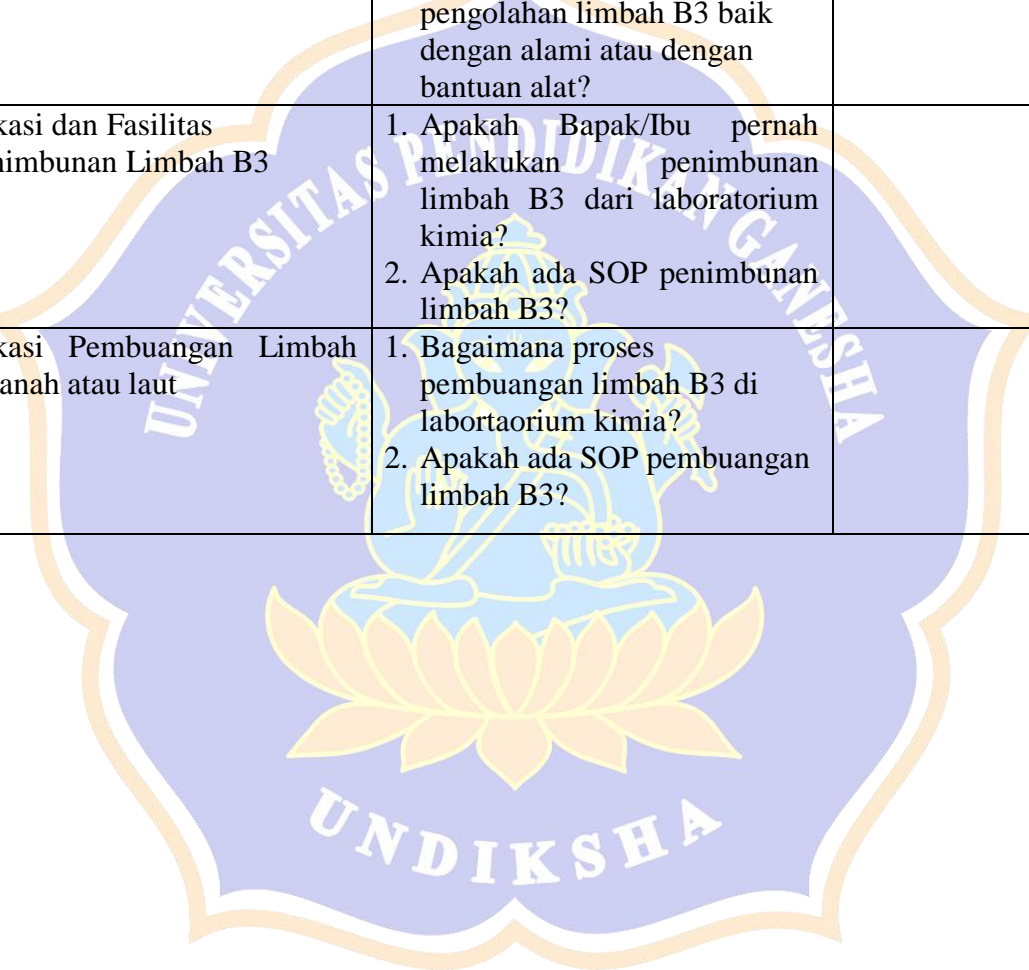 pengolahan limbah B3 baik
dengan alami atau dengan
bantuan alat?
kasi dan Fasilitas
nimbunan Limbah B3
1. Apakah Bapak/Ibu pernah
melakukan penimbunan
limbah B3 dari laboratorium
kimia?
2. Apakah ada SOP penimbunan
limbah B3?
kasi Pembuangan Limbah
anah atau laut
1. Bagaimana proses
pembuangan limbah B3 di
labortaorium kimia?
2. Apakah ada SOP pembuangan
limbah B3?
UNIVERSITAS PENDIDIKAN GANESHA
UNDIKSHA